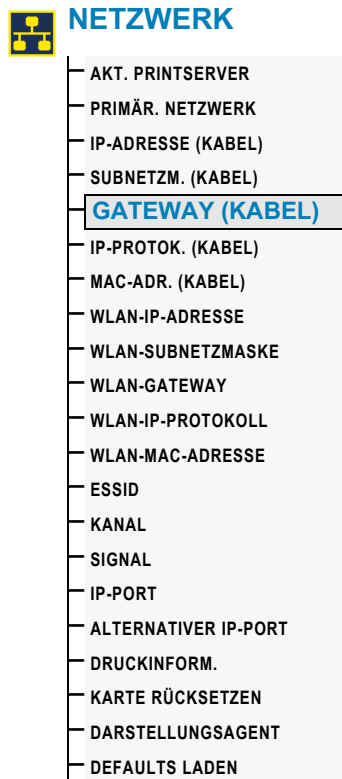 NETZWERK
AKT. PRINTSERVER
PRIMÄR. NETZWERK
IP-ADRESSE (KABEL)
SUBNETZM. (KABEL)
GATEWAY (KABEL)
IP-PROTOK. (KABEL)
MAC-ADR. (KABEL)
WLAN-IP-ADRESSE
WLAN-SUBNETZMASKE
WLAN-GATEWAY
WLAN-IP-PROTOKOLL
WLAN-MAC-ADRESSE
ESSID
KANAL
SIGNAL
IP-PORT
ALTERNATIVER IP-PORT
DRUCKINFORM.
KARTE RÜCKSETZEN
DARSTELLUNGSAGENT
DEFAULTS LADEN